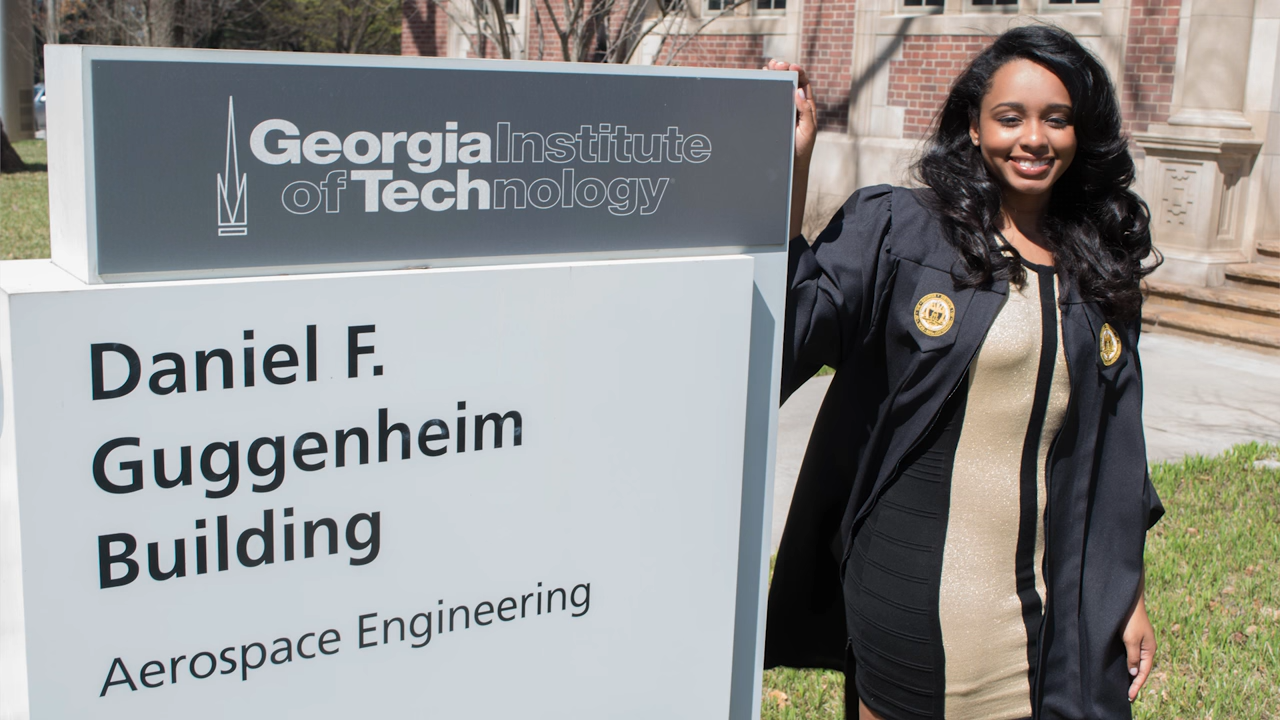 Georgia Institute
of Technology
Daniel F.
Guggenheim
Building
Aerospace Engineering